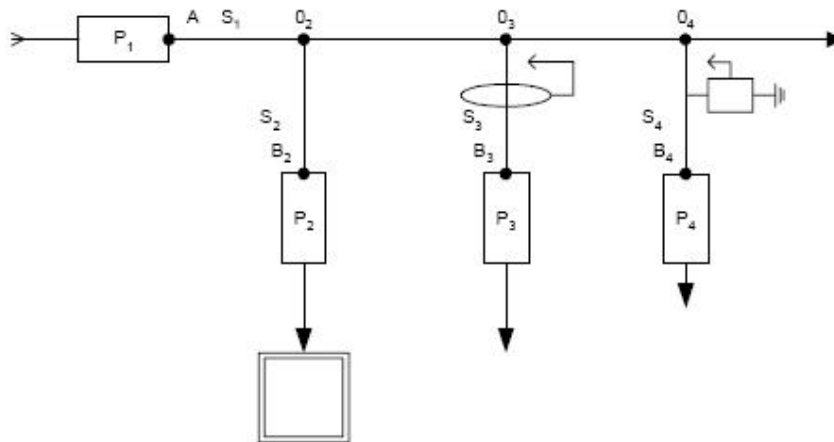 A S₁ 0₂ 0₃ 0₄
P₁
S₂ S₃ S₄
B₂ B₃ B₄
P₂ P₃ P₄